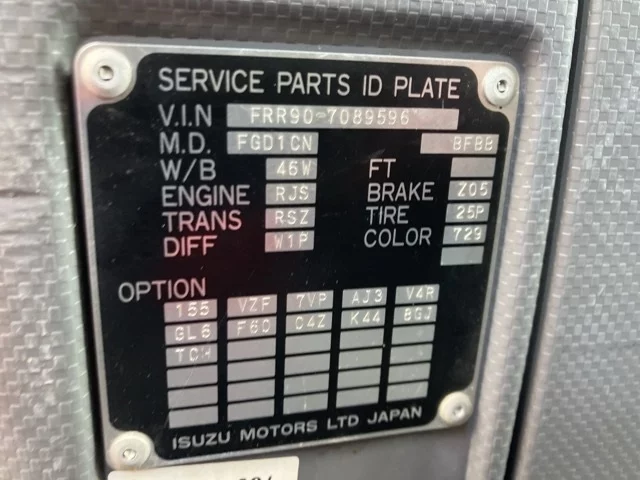 SERVICE PARTS ID PLATE
V.I.N FRR90-7089596
M.D. FGD1CN BFBB
W/B 46W FT
ENGINE RJS BRAKE Z05
TRANS RSZ TIRE 25P
DIFF W1P COLOR 729
OPTION
155 VZF 7VP AJ3 V4R
GL6 F60 C4Z K44 8GJ
TCH
ISUZU MOTORS LTD JAPAN